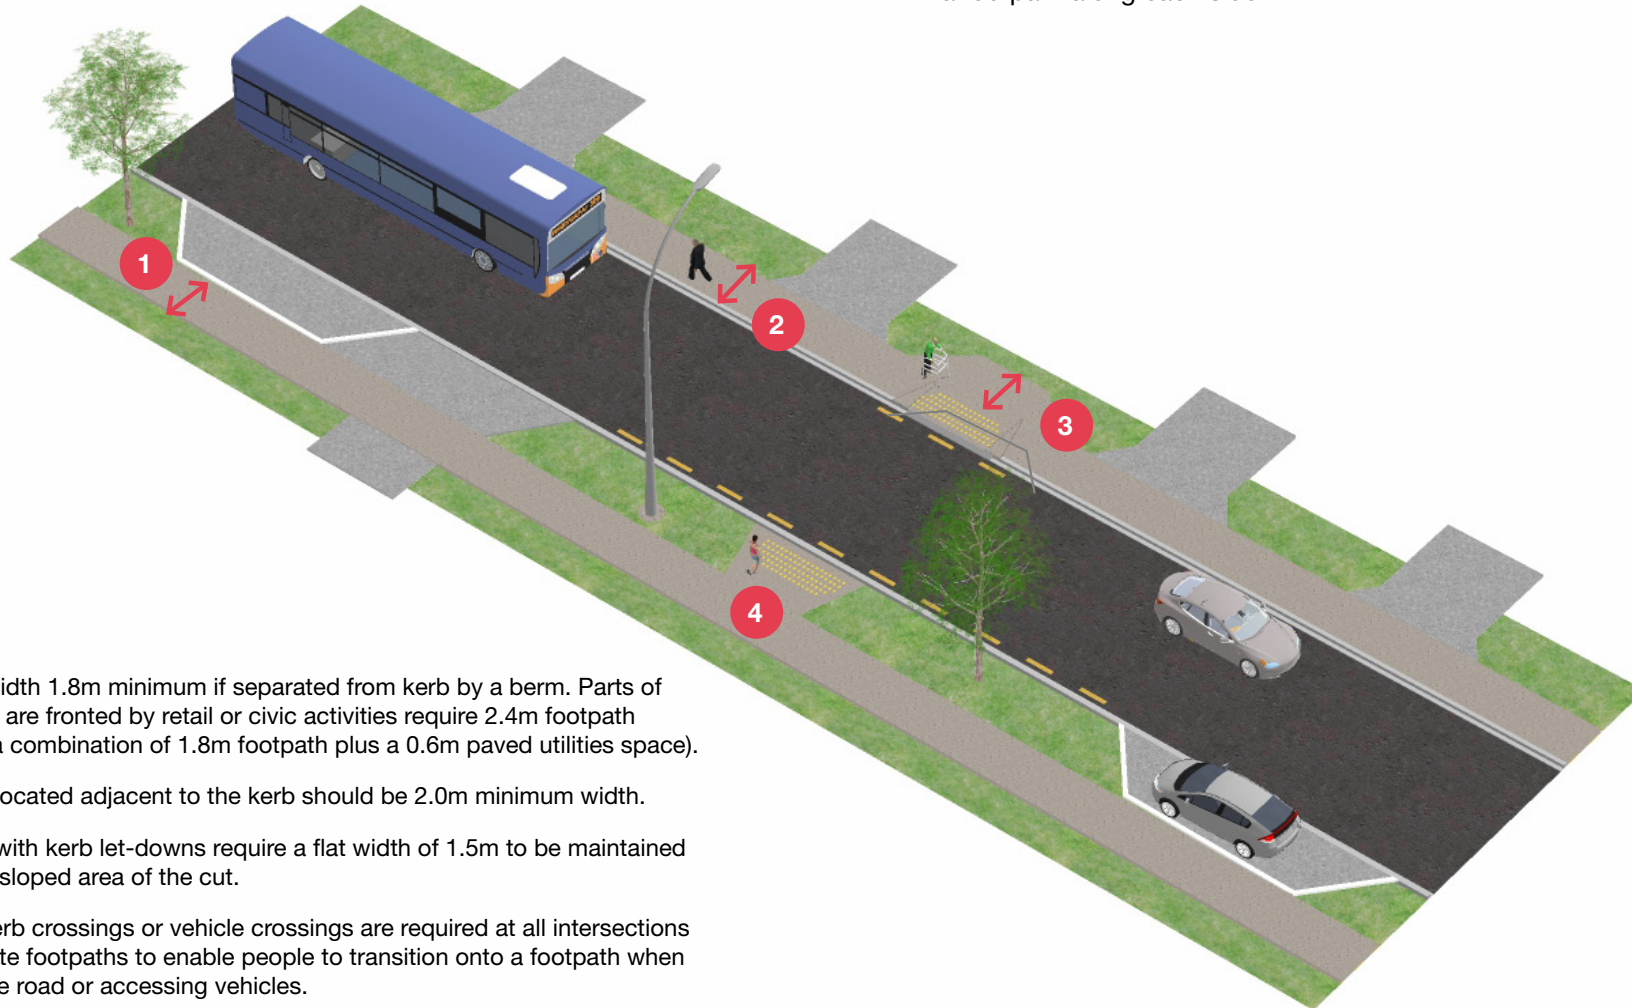 1
2
3
4
width 1.8m minimum if separated from kerb by a berm. Parts of
are fronted by retail or civic activities require 2.4m footpath
a combination of 1.8m footpath plus a 0.6m paved utilities space).
located adjacent to the kerb should be 2.0m minimum width.
with kerb let-downs require a flat width of 1.5m to be maintained
sloped area of the cut.
erb crossings or vehicle crossings are required at all intersections
te footpaths to enable people to transition onto a footpath when
e road or accessing vehicles.